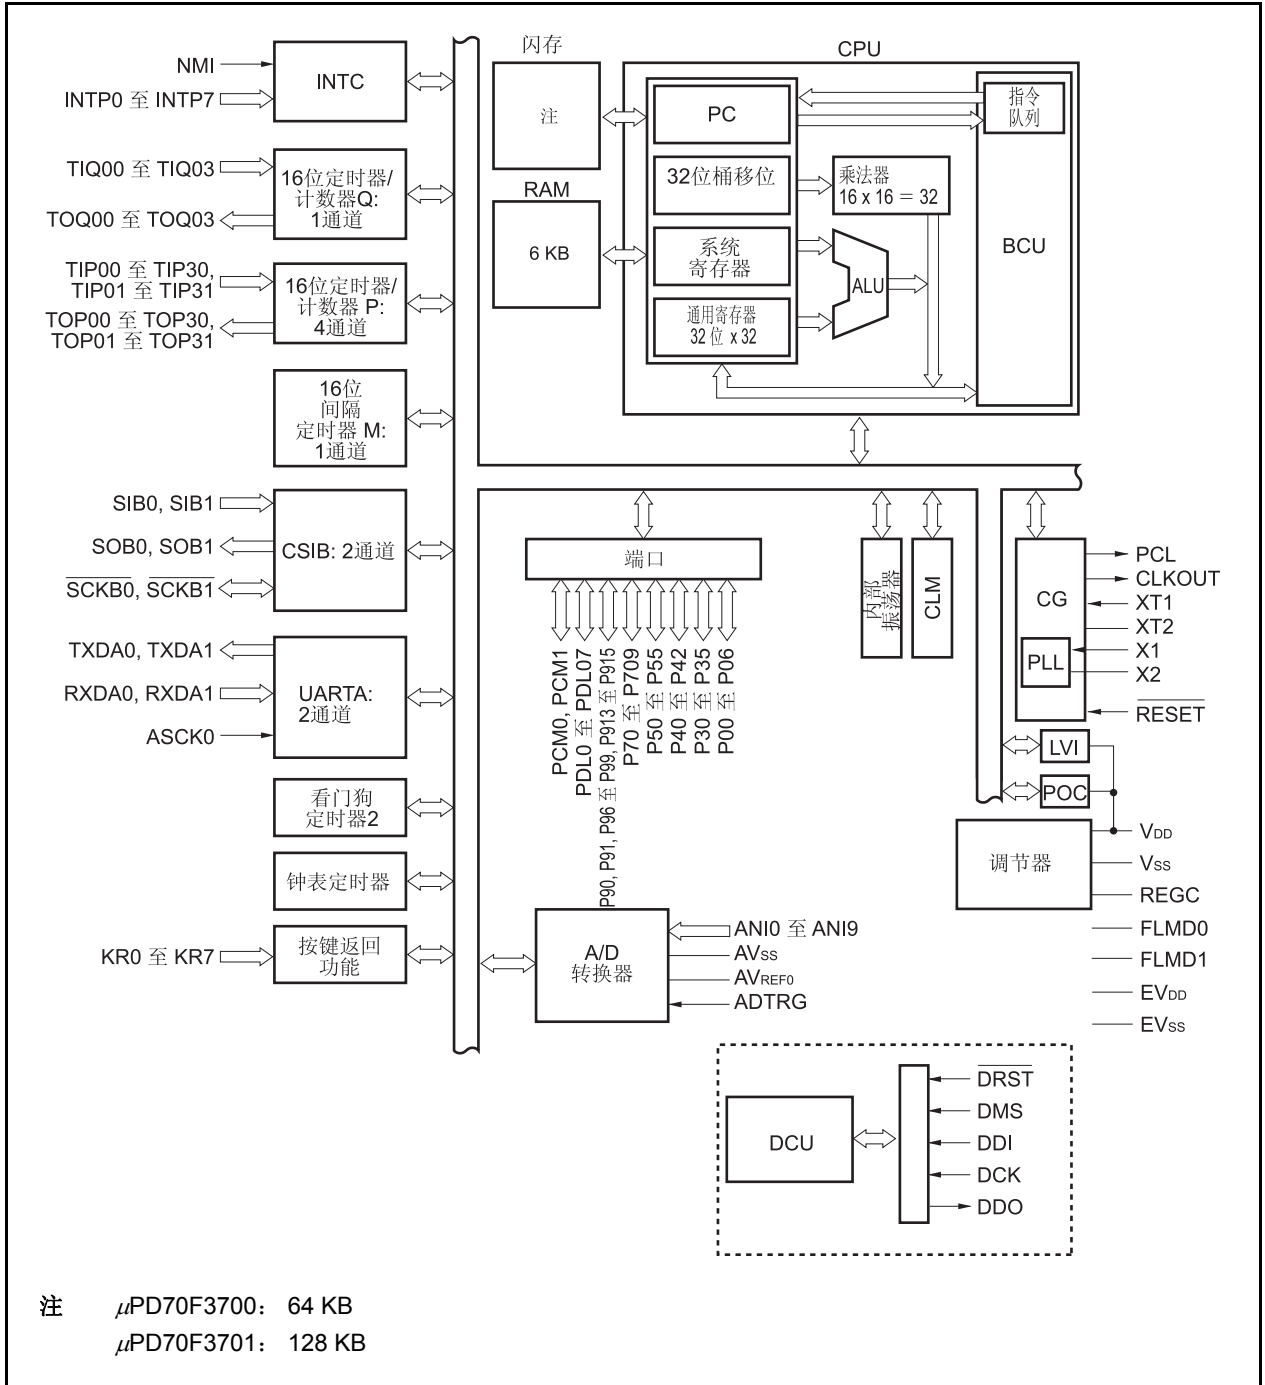 NMI
INTP0 至 INTP7
INTC
TIQ00 至 TIQ03
TOQ00 至 TOQ03
16位定时器/
计数器Q:
1通道
TIP00 至 TIP30,
TIP01 至 TIP31
TOP00 至 TOP30,
TOP01 至 TOP31
16位定时器/
计数器 P:
4通道
16位
间隔
定时器 M:
1通道
SIB0, SIB1
SOB0, SOB1
SCKB0, SCKB1
CSIB: 2通道
TXDA0, TXDA1
RXDA0, RXDA1
ASCK0
UARTA:
2通道
看门狗
定时器2
钟表定时器
KR0 至 KR7
按键返回
功能
闪存
注
RAM
6 KB
CPU
PC
32位桶移位
系统
寄存器
通用寄存器
32 位 x 32
乘法器
16 x 16 = 32
ALU
指令
队列
BCU
端口
PCM0, PCM1
PDL0 至 PDL07
P90, P91, P96 至 P99, P913 至 P915
P70 至 P709
P50 至 P55
P40 至 P42
P30 至 P35
P00 至 P06
内部
振荡器
CLM
CG
PLL
PCL
CLKOUT
XT1
XT2
X1
X2
RESET
LVI
POC
调节器
VDD
VSS
REGC
FLMD0
FLMD1
EVDD
EVSS
A/D
转换器
ANI0 至 ANI9
AVSS
AVREF0
ADTRG
DCU
DRST
DMS
DDI
DCK
DDO
注 μPD70F3700： 64 KB
μPD70F3701： 128 KB